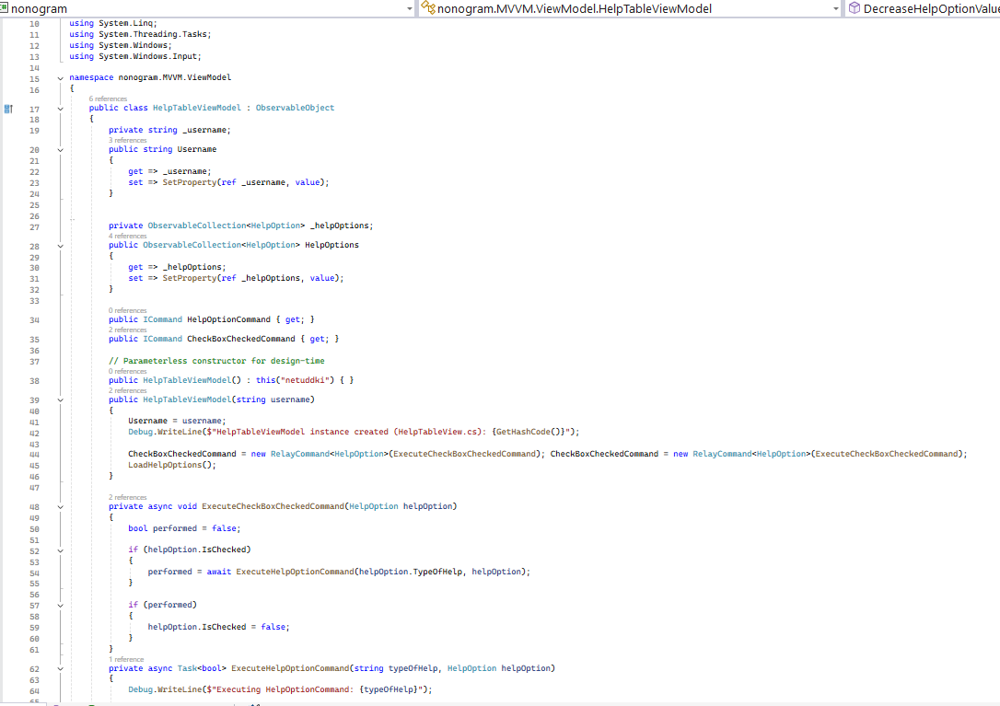 nonogram nonogram.MVVM.ViewModel.HelpTableViewModel DecreaseHelpOptionValue
10 using System.Linq;
11 using System.Threading.Tasks;
12 using System.Windows;
13 using System.Windows.Input;
14
15 namespace nonogram.MVVM.ViewModel
16 {
6 references
17 public class HelpTableViewModel : ObservableObject
18 {
19 private string _username;
3 references
20 public string Username
21 {
22 get => _username;
23 set => SetProperty(ref _username, value);
24 }
25
26
27 private ObservableCollection<HelpOption> _helpOptions;
4 references
28 public ObservableCollection<HelpOption> HelpOptions
29 {
30 get => _helpOptions;
31 set => SetProperty(ref _helpOptions, value);
32 }
33
0 references
34 public ICommand HelpOptionCommand { get; }
2 references
35 public ICommand CheckBoxCheckedCommand { get; }
36
37 // Parameterless constructor for design-time
0 references
38 public HelpTableViewModel() : this("netuddki") { }
2 references
39 public HelpTableViewModel(string username)
40 {
41 Username = username;
42 Debug.WriteLine($"HelpTableViewModel instance created (HelpTableView.cs): {GetHashCode()}");
43
44 CheckBoxCheckedCommand = new RelayCommand<HelpOption>(ExecuteCheckBoxCheckedCommand); CheckBoxCheckedCommand = new RelayCommand<HelpOption>(ExecuteCheckBoxCheckedCommand);
45 LoadHelpOptions();
46 }
47
2 references
48 private async void ExecuteCheckBoxCheckedCommand(HelpOption helpOption)
49 {
50 bool performed = false;
51
52 if (helpOption.IsChecked)
53 {
54 performed = await ExecuteHelpOptionCommand(helpOption.TypeOfHelp, helpOption);
55 }
56
57 if (performed)
58 {
59 helpOption.IsChecked = false;
60 }
61 }
1 reference
62 private async Task<bool> ExecuteHelpOptionCommand(string typeOfHelp, HelpOption helpOption)
63 {
64 Debug.WriteLine($"Executing HelpOptionCommand: {typeOfHelp}");